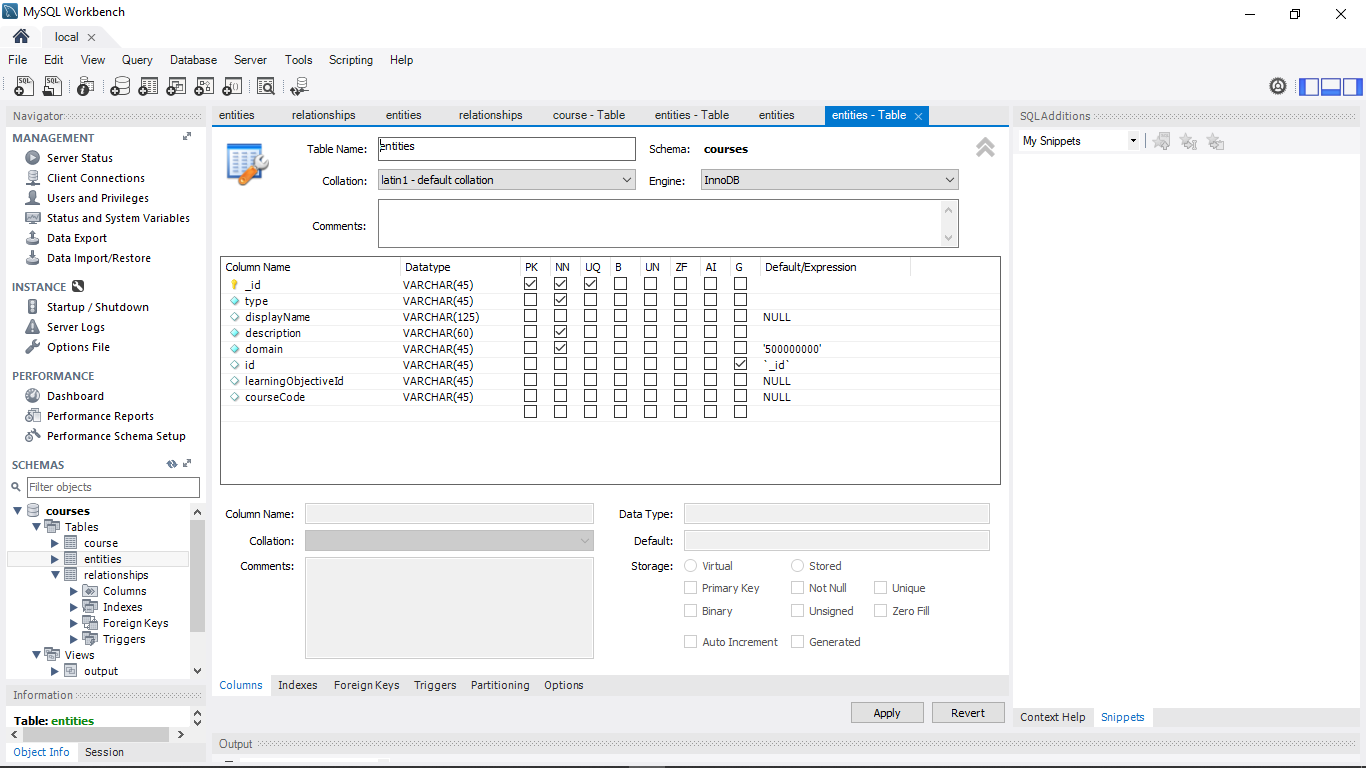 MySQL Workbench
local
File Edit View Query Database Server Tools Scripting Help
Navigator
MANAGEMENT
Server Status
Client Connections
Users and Privileges
Status and System Variables
Data Export
Data Import/Restore
INSTANCE
Startup / Shutdown
Server Logs
Options File
PERFORMANCE
Dashboard
Performance Reports
Performance Schema Setup
SCHEMAS
Filter objects
courses
Tables
course
entities
relationships
Columns
Indexes
Foreign Keys
Triggers
Views
output
Information
Table: entities
Object Info Session
entities relationships entities relationships course - Table entities - Table entities entities - Table
Table Name: entities Schema: courses
Collation: latin1 - default collation Engine: InnoDB
Comments:
Column Name Datatype PK NN UQ B UN ZF AI G Default/Expression
_id VARCHAR(45)
type VARCHAR(45)
displayName VARCHAR(125) NULL
description VARCHAR(60)
domain VARCHAR(45) '500000000'
id VARCHAR(45) `_id`
learningObjectiveId VARCHAR(45) NULL
courseCode VARCHAR(45) NULL
Column Name: Data Type:
Collation: Default:
Comments: Storage: Virtual Stored
Primary Key Not Null Unique
Binary Unsigned Zero Fill
Auto Increment Generated
Columns Indexes Foreign Keys Triggers Partitioning Options
Apply Revert
Output
SQLAdditions
My Snippets
Context Help Snippets